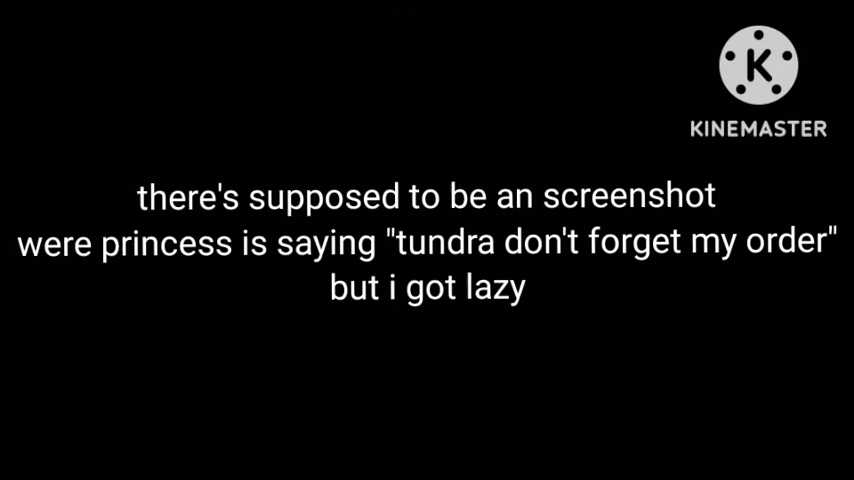 K
KINEMASTER
there's supposed to be an screenshot
were princess is saying "tundra don't forget my order"
but i got lazy